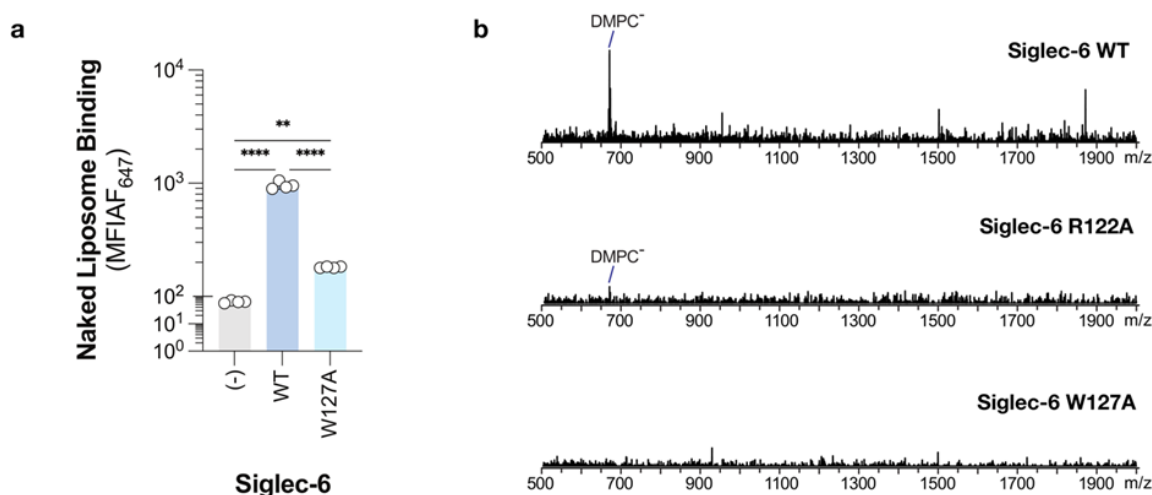 a
Naked Liposome Binding
(MFIAF647)
10⁴
10³
10²
10¹
10⁰
**
**** ****
(-) WT W127A
Siglec-6
b
DMPC⁻
Siglec-6 WT
500 700 900 1100 1300 1500 1700 1900 m/z
Siglec-6 R122A
DMPC⁻
500 700 900 1100 1300 1500 1700 1900 m/z
Siglec-6 W127A
500 700 900 1100 1300 1500 1700 1900 m/z